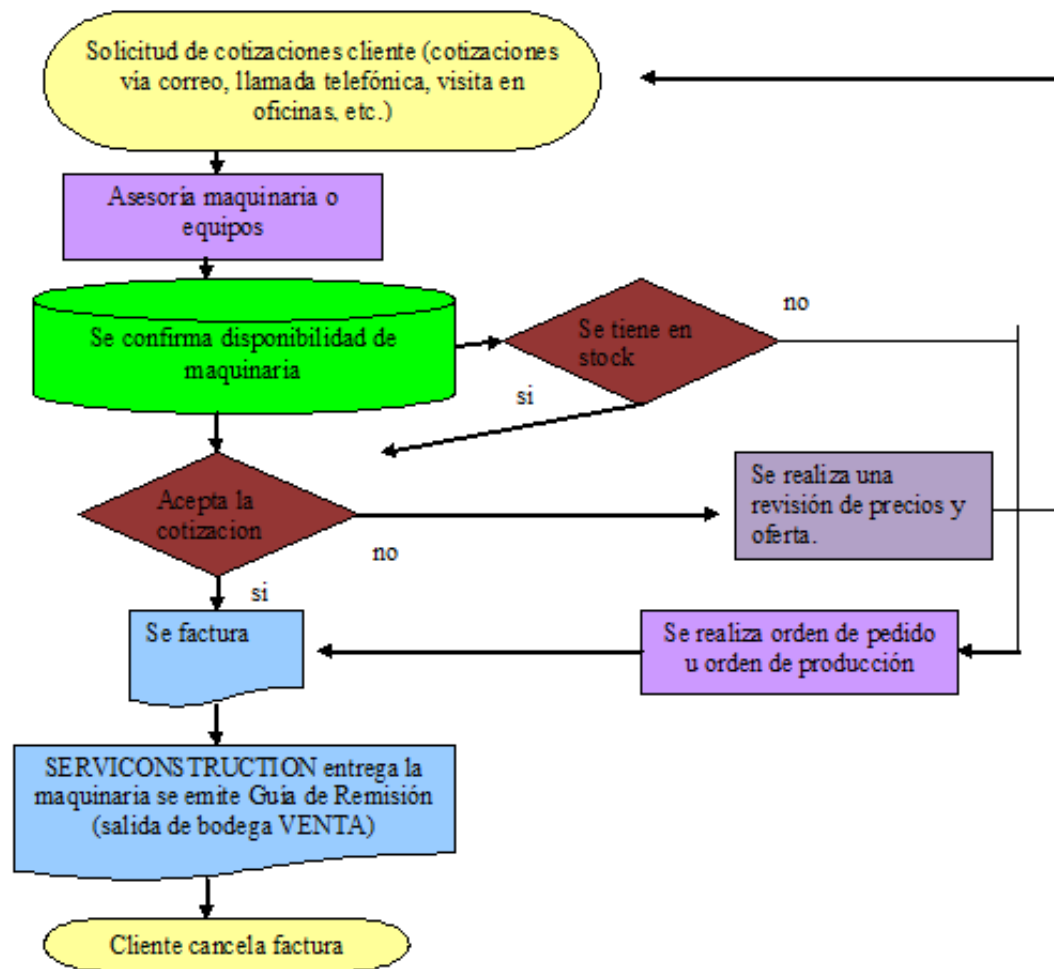 Solicitud de cotizaciones cliente (cotizaciones
vía correo, llamada telefónica, visita en
oficinas, etc.)
Asesoría maquinaria o
equipos
Se confirma disponibilidad de
maquinaria
Se tiene en
stock
no
si
Acepta la
cotizacion
no
si
Se realiza una
revisión de precios y
oferta.
Se factura
Se realiza orden de pedido
u orden de producción
SERVICONSTRUCTION entrega la
maquinaria se emite Guía de Remisión
(salida de bodega VENTA)
Cliente cancela factura